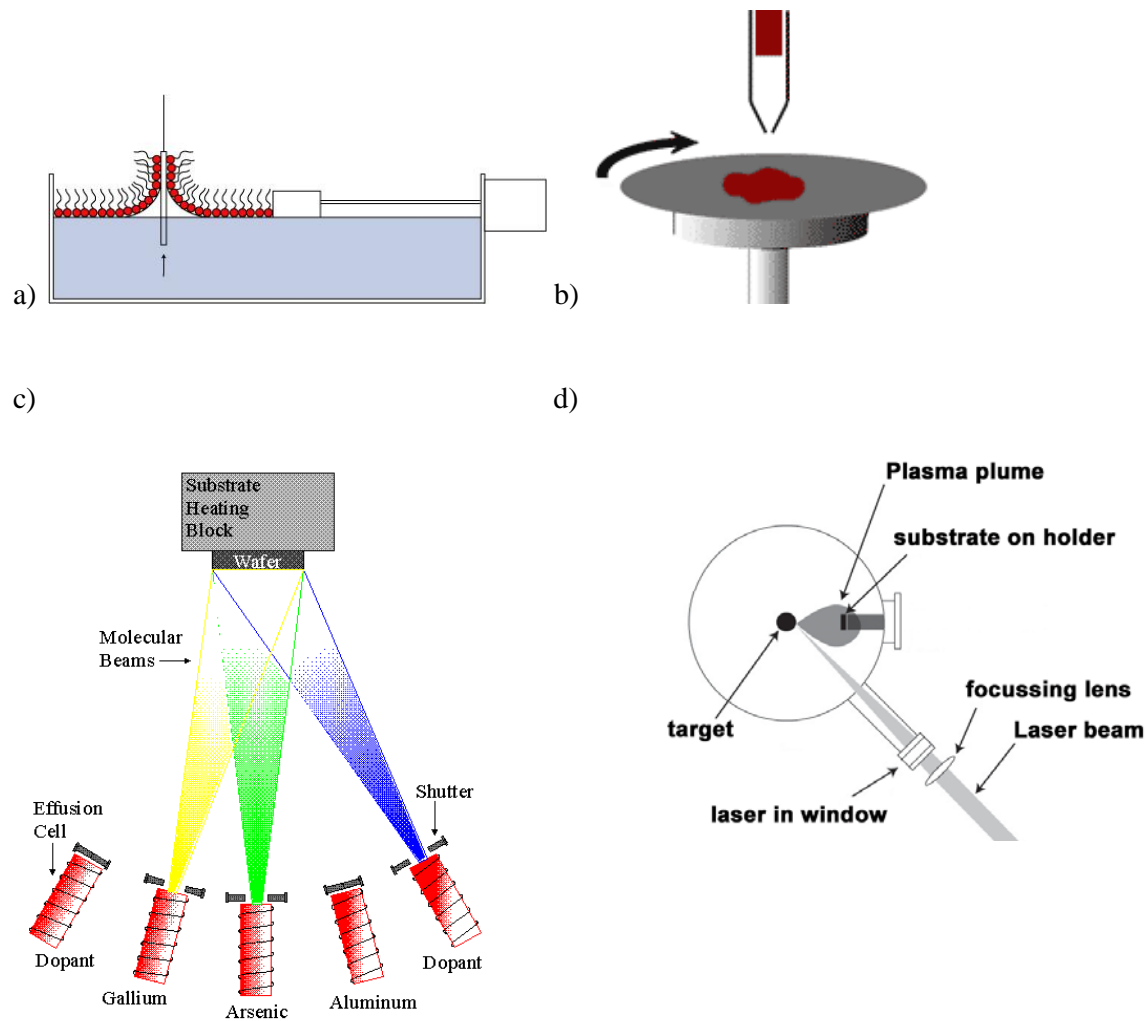 a)
b)
c)
d)
Substrate
Heating
Block
Wafer
Molecular
Beams
Effusion
Cell
Shutter
Dopant
Gallium
Arsenic
Aluminum
Dopant
Plasma plume
substrate on holder
target
focussing lens
Laser beam
laser in window